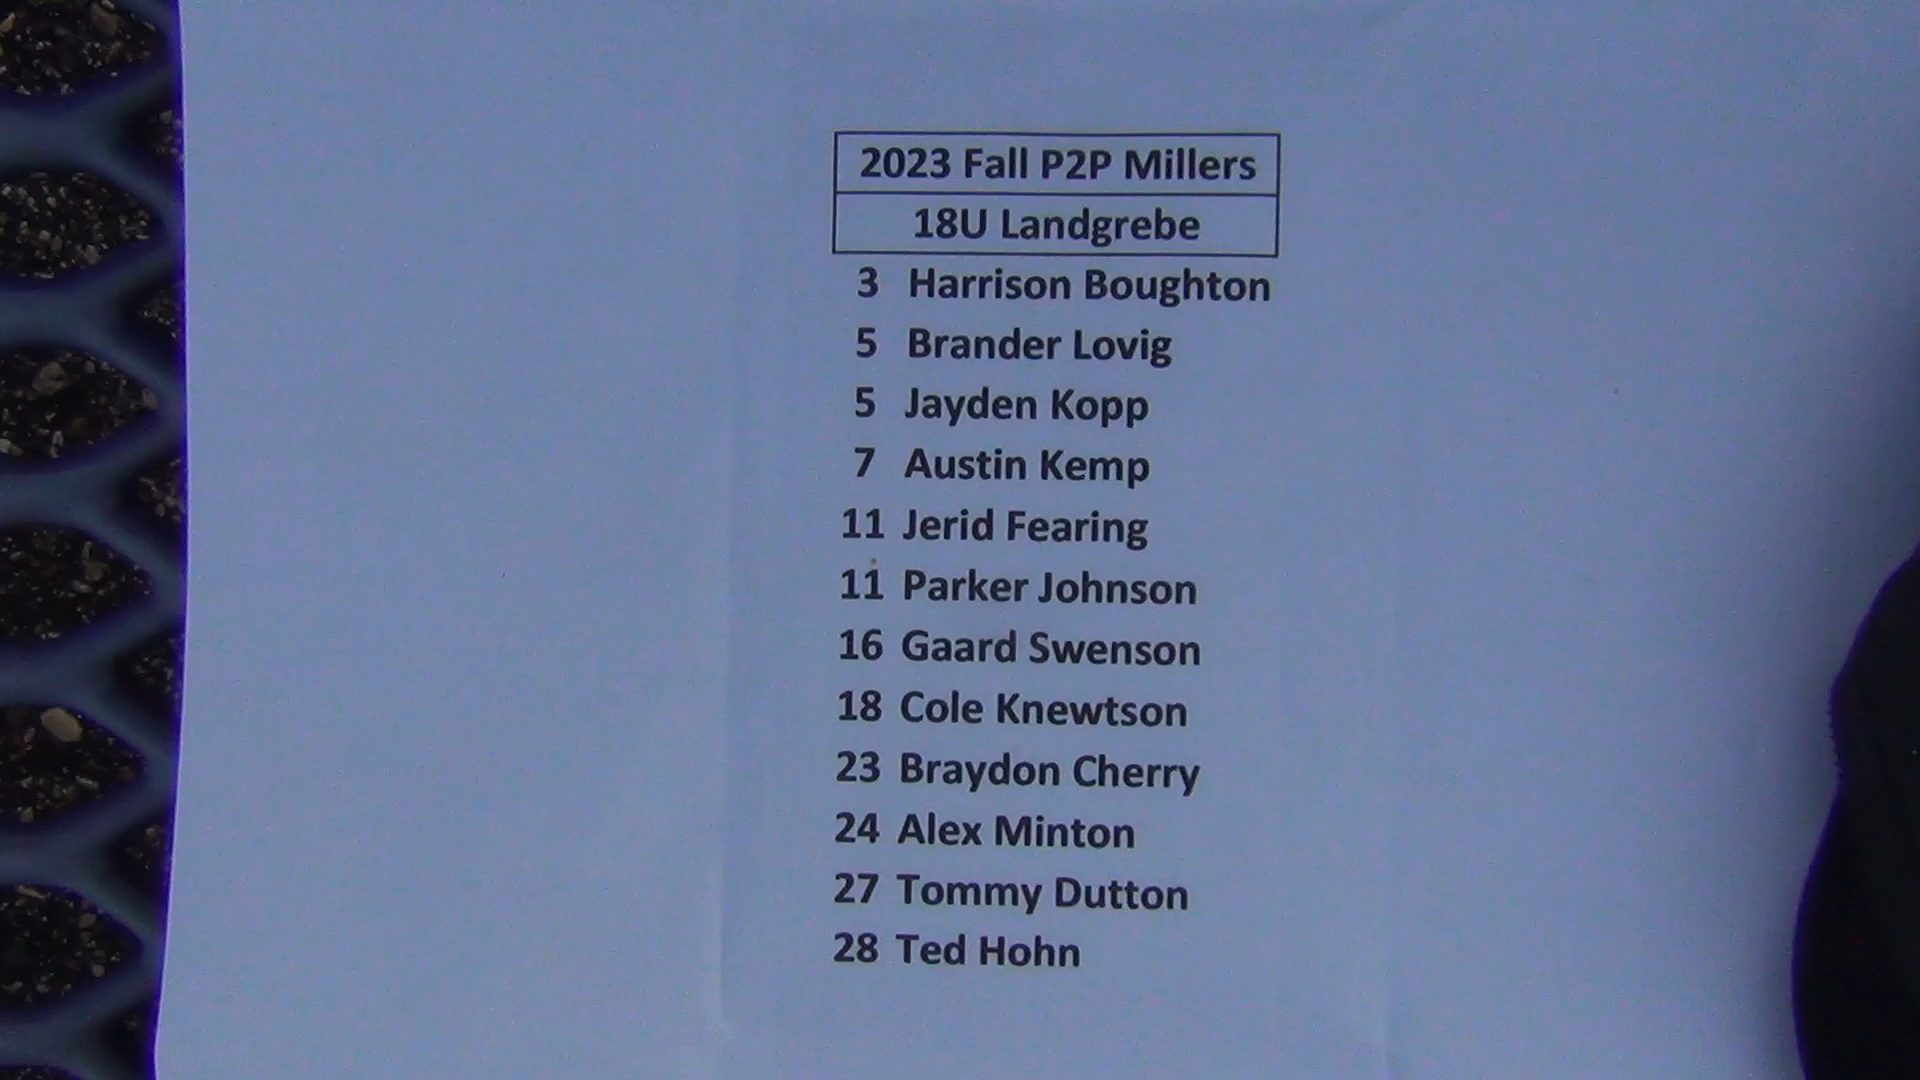 2023 Fall P2P Millers
18U Landgrebe
3 Harrison Boughton
5 Brander Lovig
5 Jayden Kopp
7 Austin Kemp
11 Jerid Fearing
11 Parker Johnson
16 Gaard Swenson
18 Cole Knewtson
23 Braydon Cherry
24 Alex Minton
27 Tommy Dutton
28 Ted Hohn